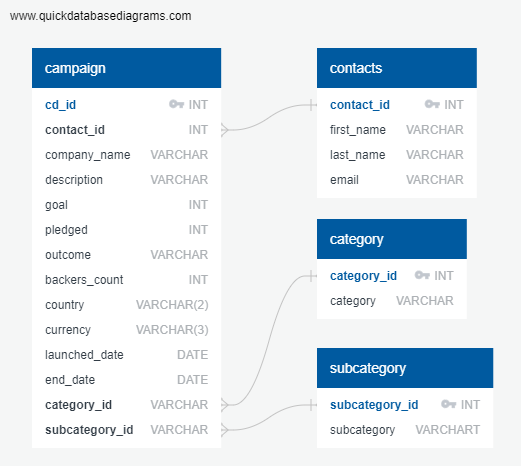 www.quickdatabasediagrams.com
campaign
cd_id INT
contact_id INT
company_name VARCHAR
description VARCHAR
goal INT
pledged INT
outcome VARCHAR
backers_count INT
country VARCHAR(2)
currency VARCHAR(3)
launched_date DATE
end_date DATE
category_id VARCHAR
subcategory_id VARCHAR
contacts
contact_id INT
first_name VARCHAR
last_name VARCHAR
email VARCHAR
category
category_id INT
category VARCHAR
subcategory
subcategory_id INT
subcategory VARCHART